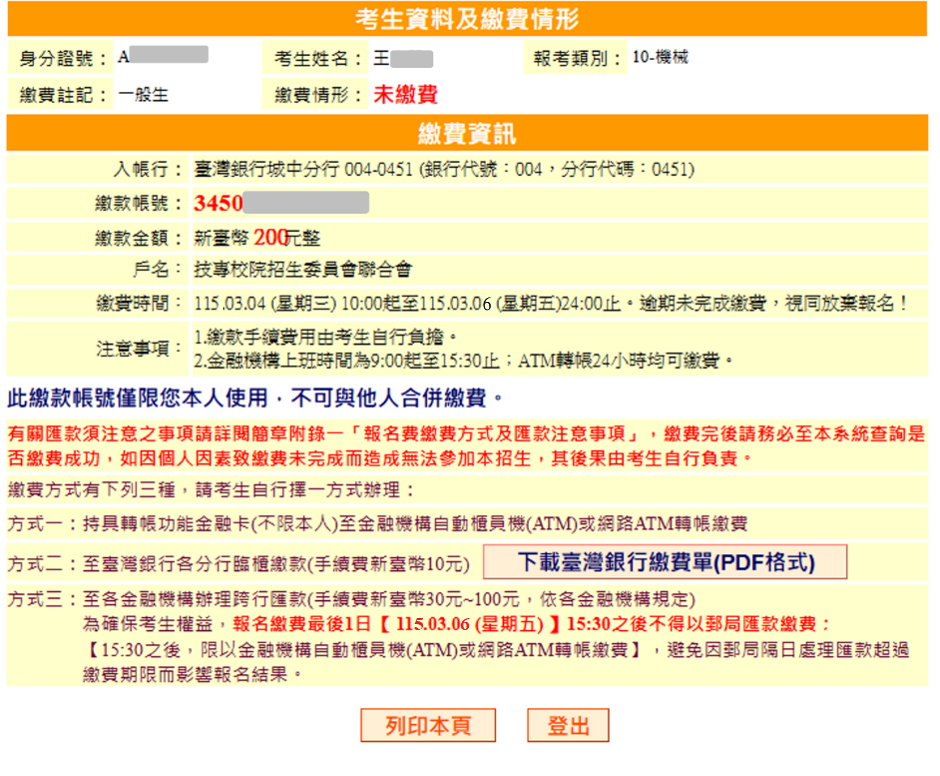 考生資料及繳費情形
身分證號： A 考生姓名： 王 報考類別： 10-機械
繳費註記： 一般生 繳費情形： 未繳費
繳費資訊
入帳行： 臺灣銀行城中分行 004-0451 (銀行代號：004，分行代碼：0451)
繳款帳號： 3450
繳款金額： 新臺幣 200元整
戶名： 技專校院招生委員會聯合會
繳費時間： 115.03.04 (星期三) 10:00起至115.03.06 (星期五)24:00止。逾期未完成繳費，視同放棄報名！
注意事項： 1.繳款手續費用由考生自行負擔。
2.金融機構上班時間為9:00起至15:30止；ATM轉帳24小時均可繳費。
此繳款帳號僅限您本人使用，不可與他人合併繳費。
有關匯款須注意之事項請詳閱簡章附錄一「報名費繳費方式及匯款注意事項」，繳費完後請務必至本系統查詢是
否繳費成功，如因個人因素致繳費未完成而造成無法參加本招生，其後果由考生自行負責。
繳費方式有下列三種，請考生自行擇一方式辦理：
方式一：持具轉帳功能金融卡(不限本人)至金融機構自動櫃員機(ATM)或網路ATM轉帳繳費
方式二：至臺灣銀行各分行臨櫃繳款(手續費新臺幣10元) 下載臺灣銀行繳費單(PDF格式)
方式三：至各金融機構辦理跨行匯款(手續費新臺幣30元~100元，依各金融機構規定)
為確保考生權益，報名繳費最後1日【 115.03.06 (星期五) 】15:30之後不得以郵局匯款繳費：
【15:30之後，限以金融機構自動櫃員機(ATM)或網路ATM轉帳繳費】，避免因郵局隔日處理匯款超過
繳費期限而影響報名結果。
列印本頁 登出